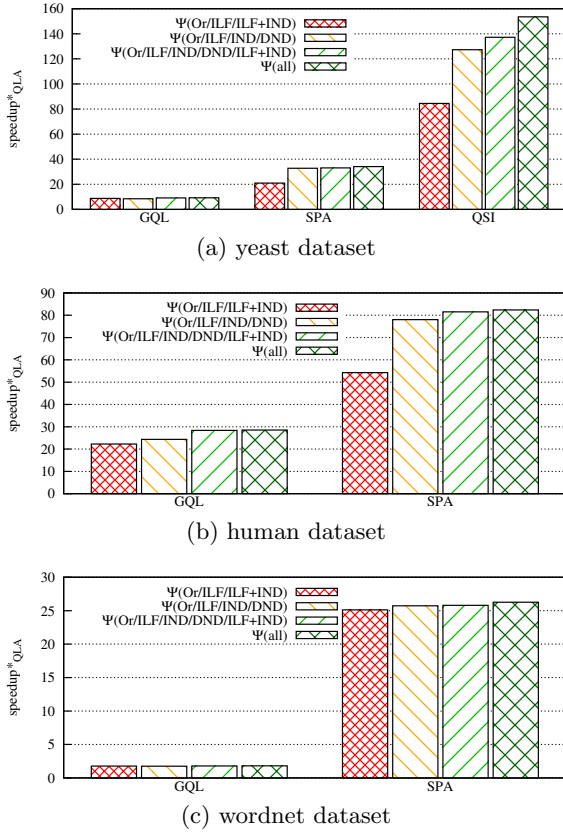 160
140
120
100
80
60
40
20
0
speedup*QLA
Ψ(Or/ILF/ILF+IND)
Ψ(Or/ILF/IND/DND)
Ψ(Or/ILF/IND/DND/ILF+IND)
Ψ(all)
GQL SPA QSI
(a) yeast dataset
90
80
70
60
50
40
30
20
10
0
speedup*QLA
Ψ(Or/ILF/ILF+IND)
Ψ(Or/ILF/IND/DND)
Ψ(Or/ILF/IND/DND/ILF+IND)
Ψ(all)
GQL SPA
(b) human dataset
30
25
20
15
10
5
0
speedup*QLA
Ψ(Or/ILF/ILF+IND)
Ψ(Or/ILF/IND/DND)
Ψ(Or/ILF/IND/DND/ILF+IND)
Ψ(all)
GQL SPA
(c) wordnet dataset